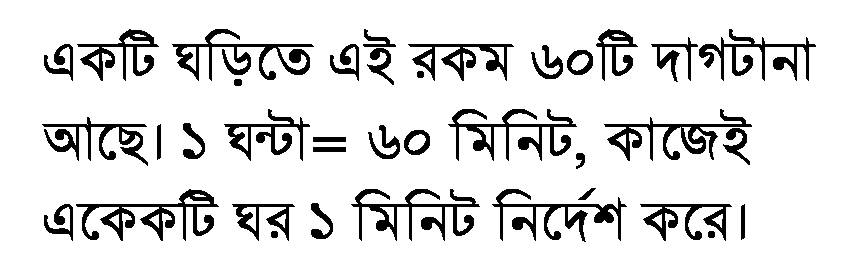 একটি ঘড়িতে এই রকম ৬০টি দাগটানা
আছে। ১ ঘন্টা= ৬০ মিনিট, কাজেই
একেকটি ঘর ১ মিনিট নির্দেশ করে।